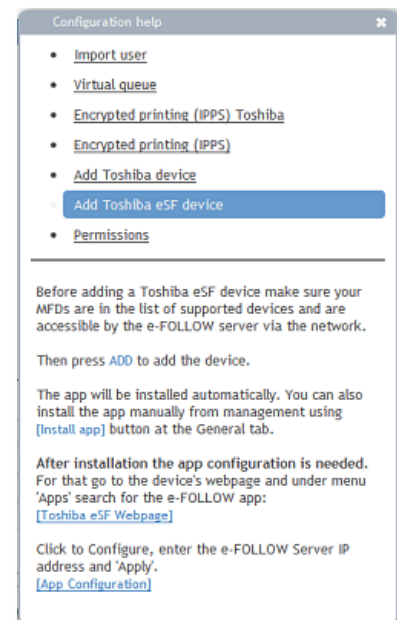 Configuration help
Import user
Virtual queue
Encrypted printing (IPPS) Toshiba
Encrypted printing (IPPS)
Add Toshiba device
Add Toshiba eSF device
Permissions
Before adding a Toshiba eSF device make sure your
MFDs are in the list of supported devices and are
accessible by the e-FOLLOW server via the network.
Then press ADD to add the device.
The app will be installed automatically. You can also
install the app manually from management using
[Install app] button at the General tab.
After installation the app configuration is needed.
For that go to the device's webpage and under menu
'Apps' search for the e-FOLLOW app:
[Toshiba eSF Webpage]
Click to Configure, enter the e-FOLLOW Server IP
address and 'Apply'.
[App Configuration]